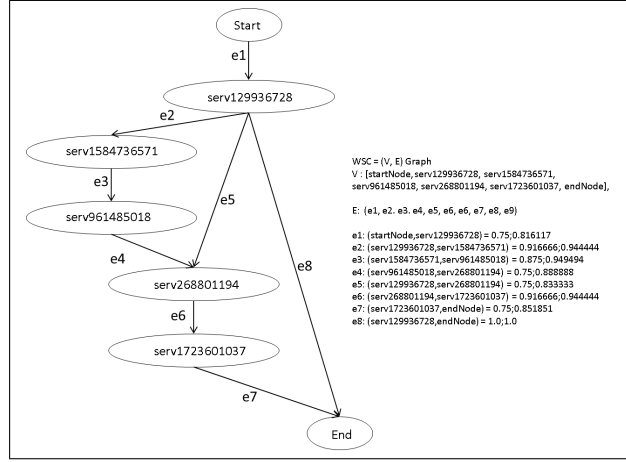 Start
e1
serv129936728
e2
serv1584736571
e3
e5
serv961485018
e8
e4
serv268801194
e6
serv1723601037
e7
End
WSC = (V, E) Graph
V : [startNode,serv129936728, serv1584736571,
serv961485018, serv268801194, serv1723601037, endNode],
E: (e1, e2. e3. e4, e5, e6, e6, e7, e8, e9)
e1: (startNode,serv129936728) = 0.75;0.816117
e2: (serv129936728,serv1584736571) = 0.916666;0.944444
e3: (serv1584736571,serv961485018) = 0.875;0.949494
e4: (serv961485018,serv268801194) = 0.75;0.888888
e5: (serv129936728,serv268801194) = 0.75;0.833333
e6: (serv268801194,serv1723601037) = 0.916666;0.944444
e7: (serv1723601037,endNode) = 0.75;0.851851
e8: (serv129936728,endNode) = 1.0;1.0